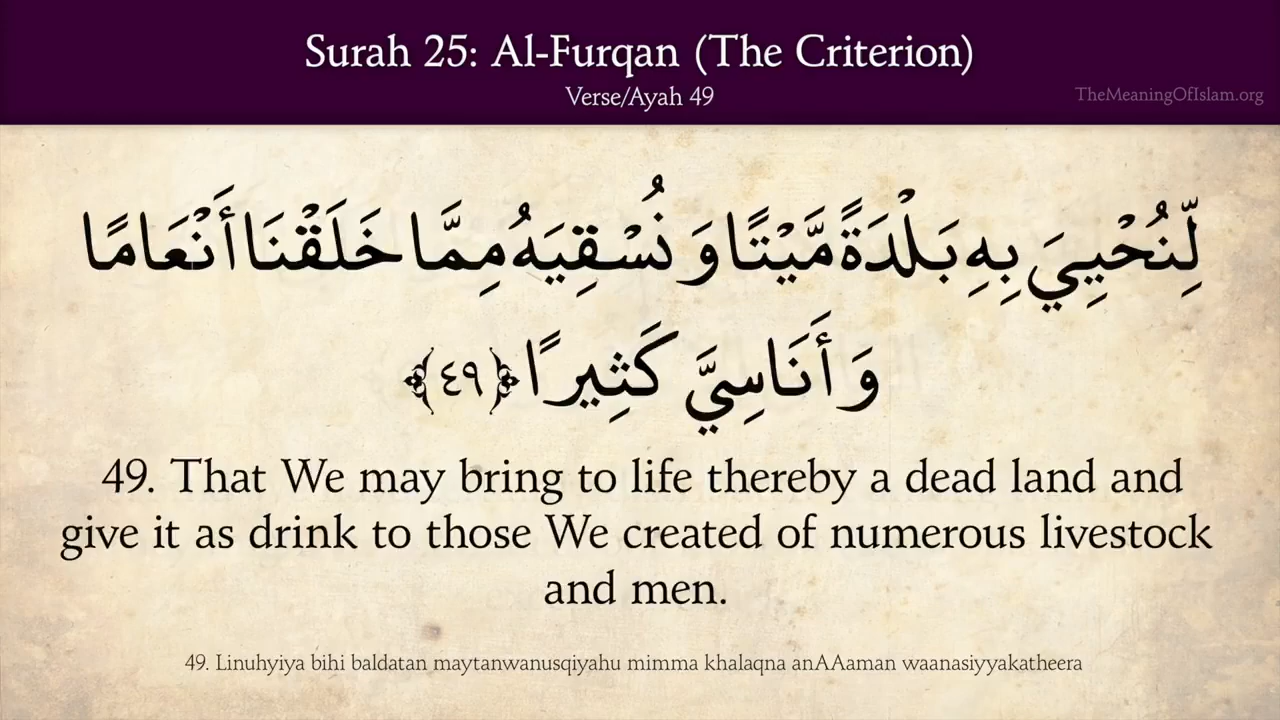 Surah 25: Al-Furqan (The Criterion)
Verse/Ayah 49
TheMeaningOfIslam.org
لِّنُحْيِيَ بِهِ بَلْدَةً مَّيْتًا وَنُسْقِيَهُ مِمَّا خَلَقْنَا أَنْعَامًا
وَأَنَاسِيَّ كَثِيرًا ﴿٤٩﴾
49. That We may bring to life thereby a dead land and
give it as drink to those We created of numerous livestock
and men.
49. Linuhyiya bihi baldatan maytanwanusqiyahu mimma khalaqna anAAaman waanasiyyakatheera